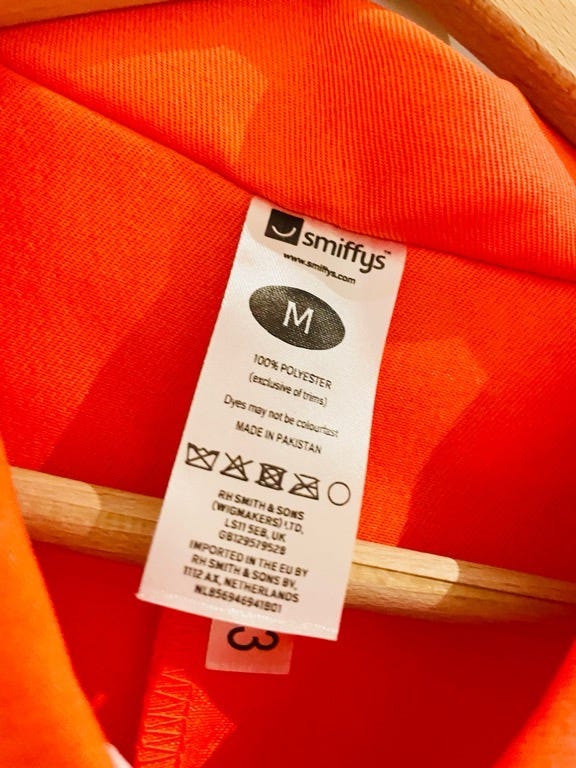 smiffys™
www.smiffys.com
M
100% POLYESTER
(exclusive of trims)
Dyes may not be colourfast
MADE IN PAKISTAN
RH SMITH & SONS
(WIGMAKERS) LTD,
LS11 5EB, UK
GB129579528
IMPORTED IN THE EU BY
RH SMITH & SONS BV,
1112 AX, NETHERLANDS
NL856946941B01
3